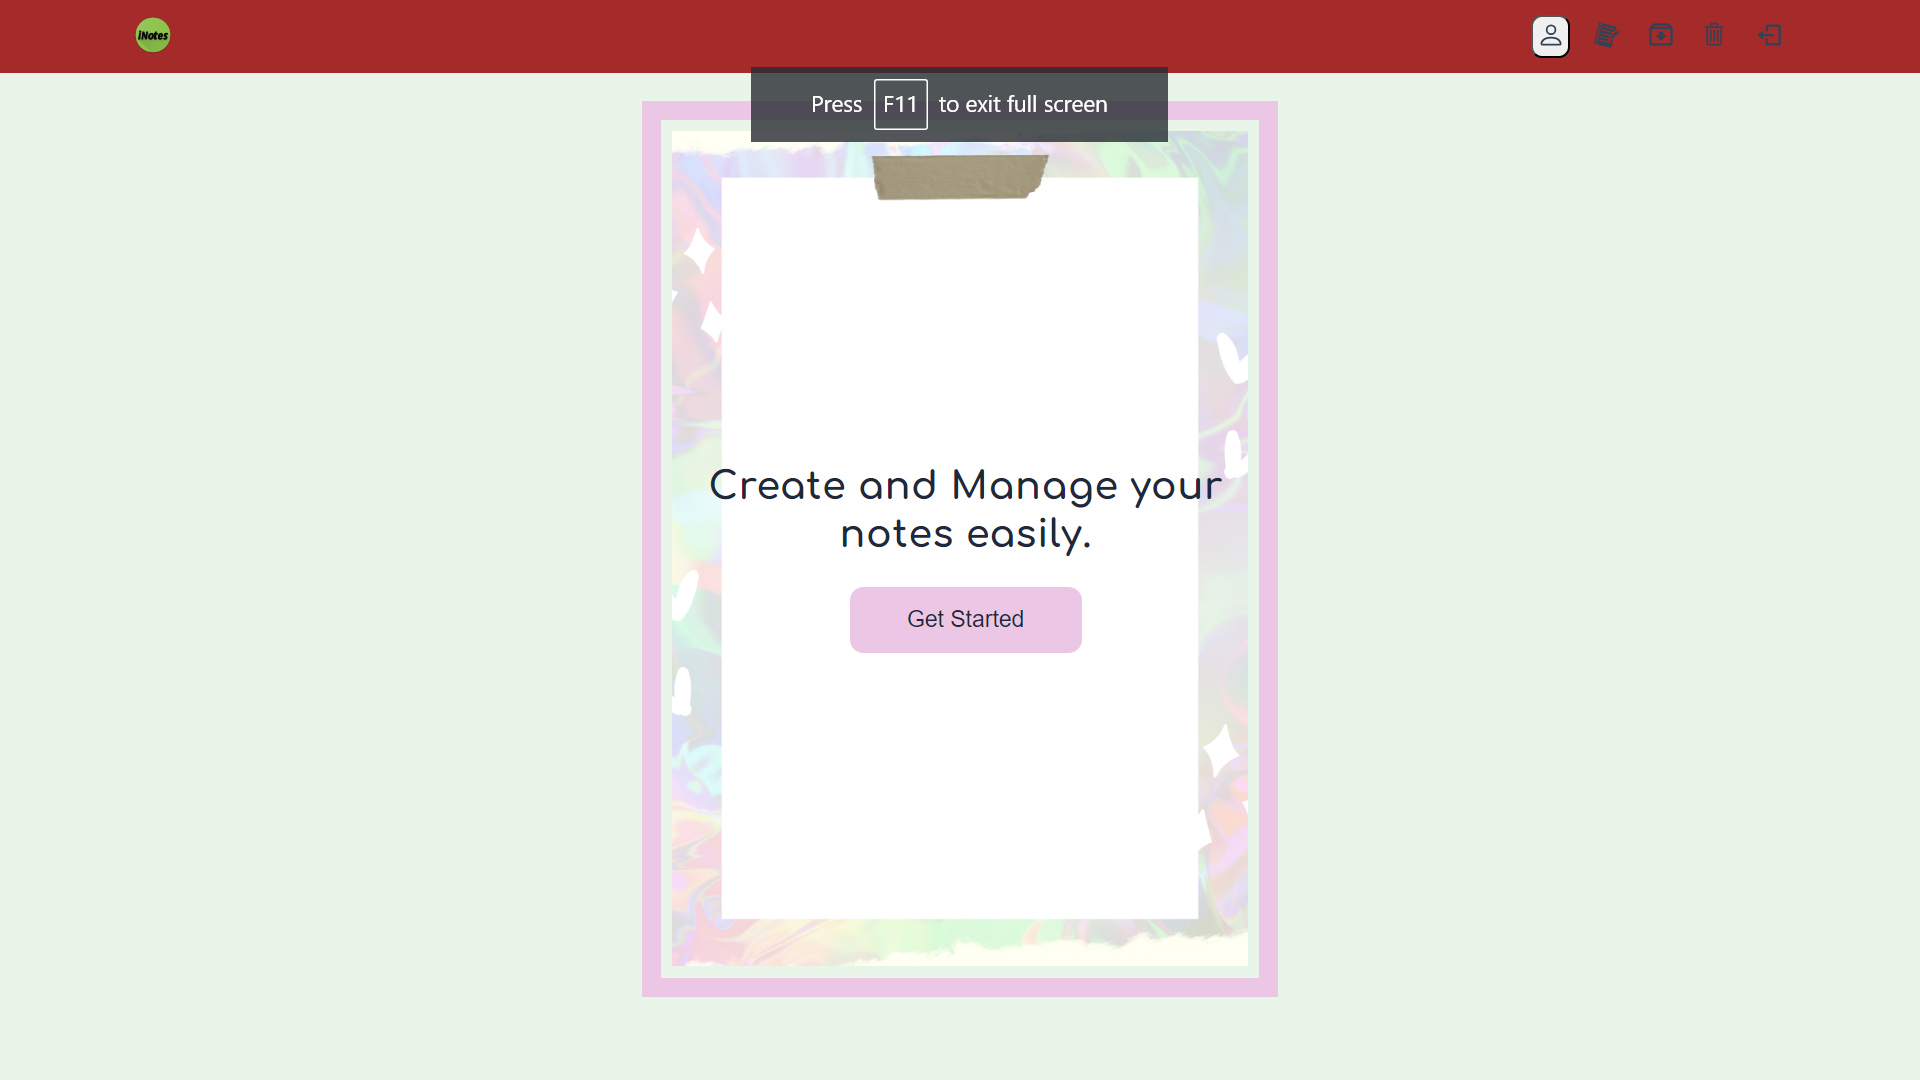 iNotes
Press F11 to exit full screen
Create and Manage your
notes easily.
Get Started